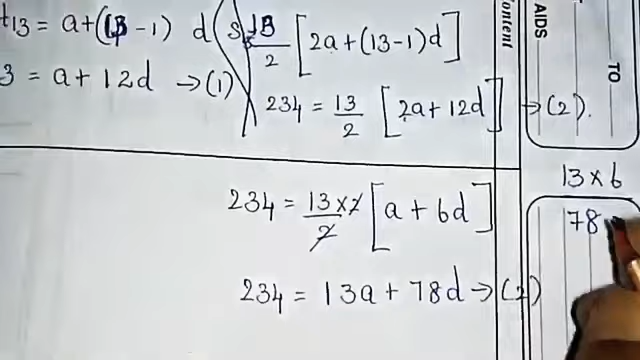 t13 = a+(13-1) d
S13 = 13/2 [2a+(13-1)d]
3 = a+12d →(1)
234 = 13/2 [2a+12d] →(2).
234 = 13×2/2 [a+6d]
234 = 13a+78d →(2)
13×6
78
ontent
AIDS
TO